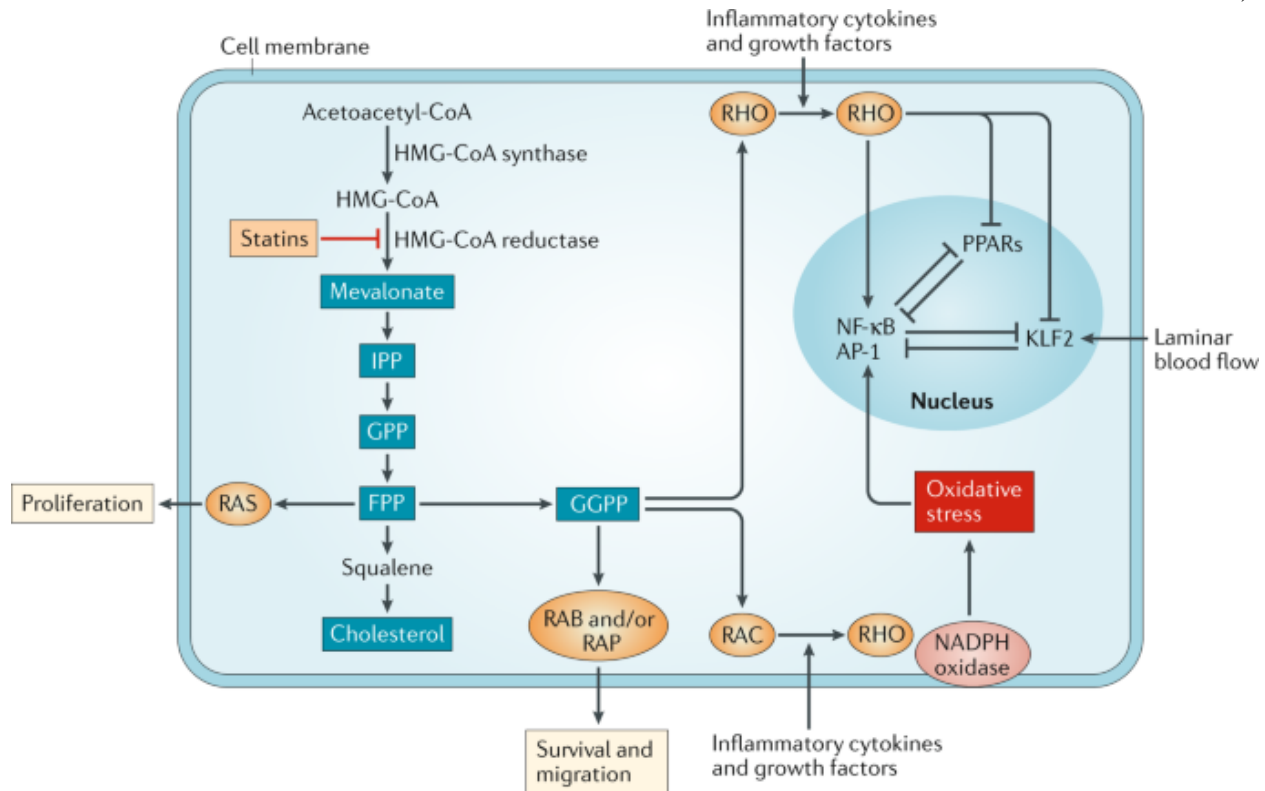 Inflammatory cytokines
and growth factors
Cell membrane
Acetoacetyl-CoA
HMG-CoA synthase
HMG-CoA
Statins
HMG-CoA reductase
Mevalonate
IPP
GPP
Proliferation
RAS
FPP
GGPP
Squalene
Cholesterol
RAB and/or
RAP
Survival and
migration
RHO
RHO
PPARs
NF-κB
AP-1
KLF2
Laminar
blood flow
Nucleus
Oxidative
stress
RAC
RHO
NADPH
oxidase
Inflammatory cytokines
and growth factors